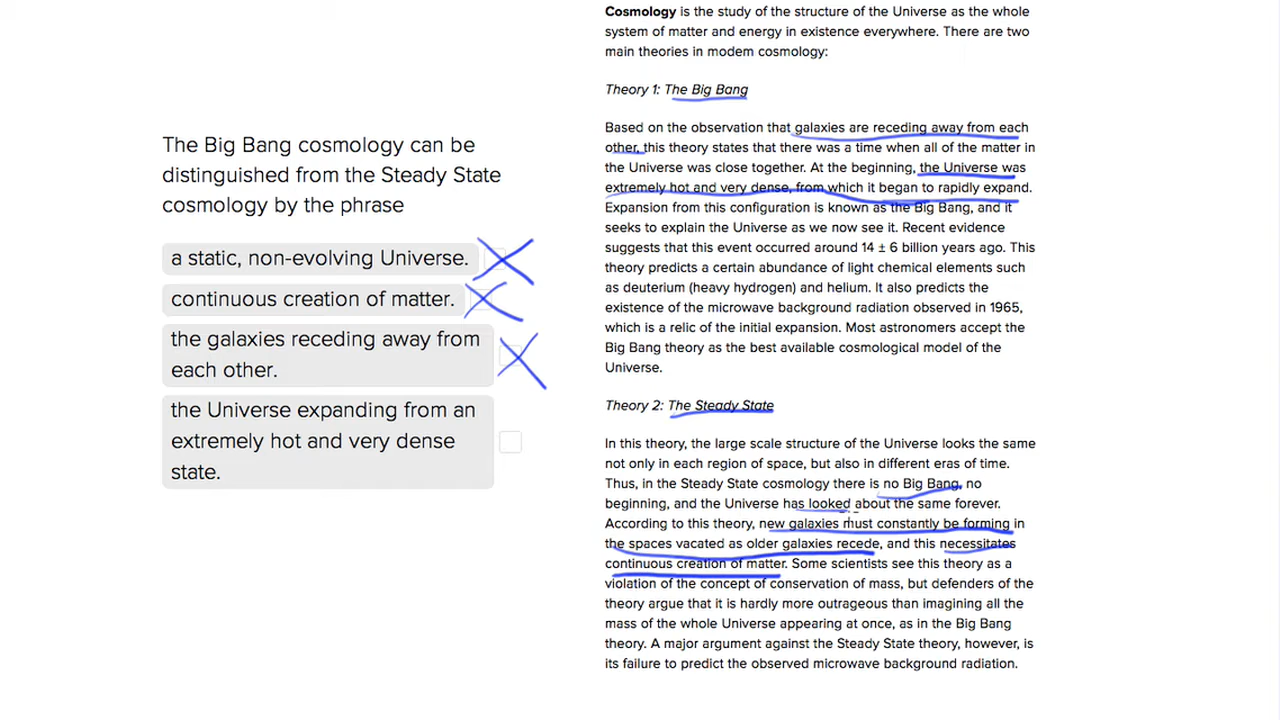 The Big Bang cosmology can be
distinguished from the Steady State
cosmology by the phrase
a static, non-evolving Universe.
continuous creation of matter.
the galaxies receding away from
each other.
the Universe expanding from an
extremely hot and very dense
state.
Cosmology is the study of the structure of the Universe as the whole
system of matter and energy in existence everywhere. There are two
main theories in modem cosmology:
Theory 1: The Big Bang
Based on the observation that galaxies are receding away from each
other, this theory states that there was a time when all of the matter in
the Universe was close together. At the beginning, the Universe was
extremely hot and very dense, from which it began to rapidly expand.
Expansion from this configuration is known as the Big Bang, and it
seeks to explain the Universe as we now see it. Recent evidence
suggests that this event occurred around 14 ± 6 billion years ago. This
theory predicts a certain abundance of light chemical elements such
as deuterium (heavy hydrogen) and helium. It also predicts the
existence of the microwave background radiation observed in 1965,
which is a relic of the initial expansion. Most astronomers accept the
Big Bang theory as the best available cosmological model of the
Universe.
Theory 2: The Steady State
In this theory, the large scale structure of the Universe looks the same
not only in each region of space, but also in different eras of time.
Thus, in the Steady State cosmology there is no Big Bang, no
beginning, and the Universe has looked about the same forever.
According to this theory, new galaxies must constantly be forming in
the spaces vacated as older galaxies recede, and this necessitates
continuous creation of matter. Some scientists see this theory as a
violation of the concept of conservation of mass, but defenders of the
theory argue that it is hardly more outrageous than imagining all the
mass of the whole Universe appearing at once, as in the Big Bang
theory. A major argument against the Steady State theory, however, is
its failure to predict the observed microwave background radiation.